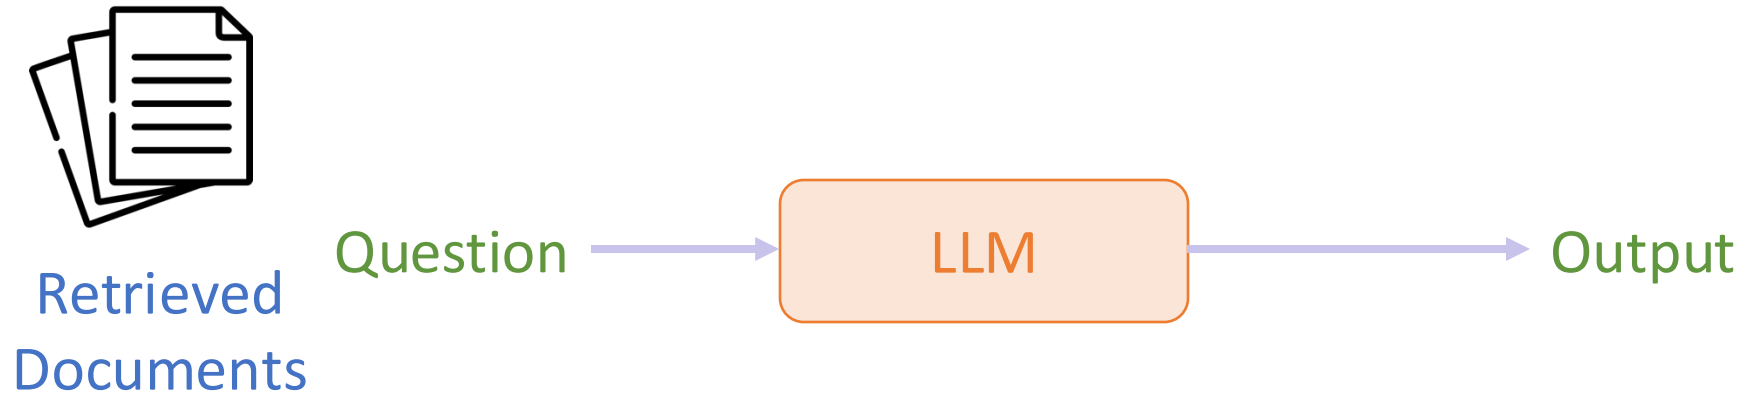 Retrieved
Documents
Question
LLM
Output